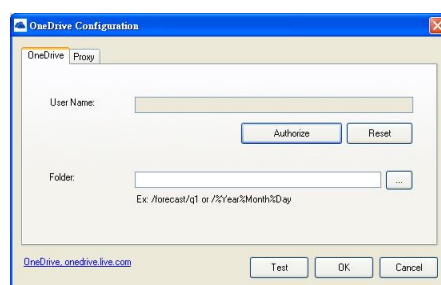 OneDrive Configuration
OneDrive Proxy
User Name:
Authorize Reset
Folder: ...
Ex: /forecast/q1 or /%Year%Month%Day
OneDrive, onedrive.live.com
Test OK Cancel